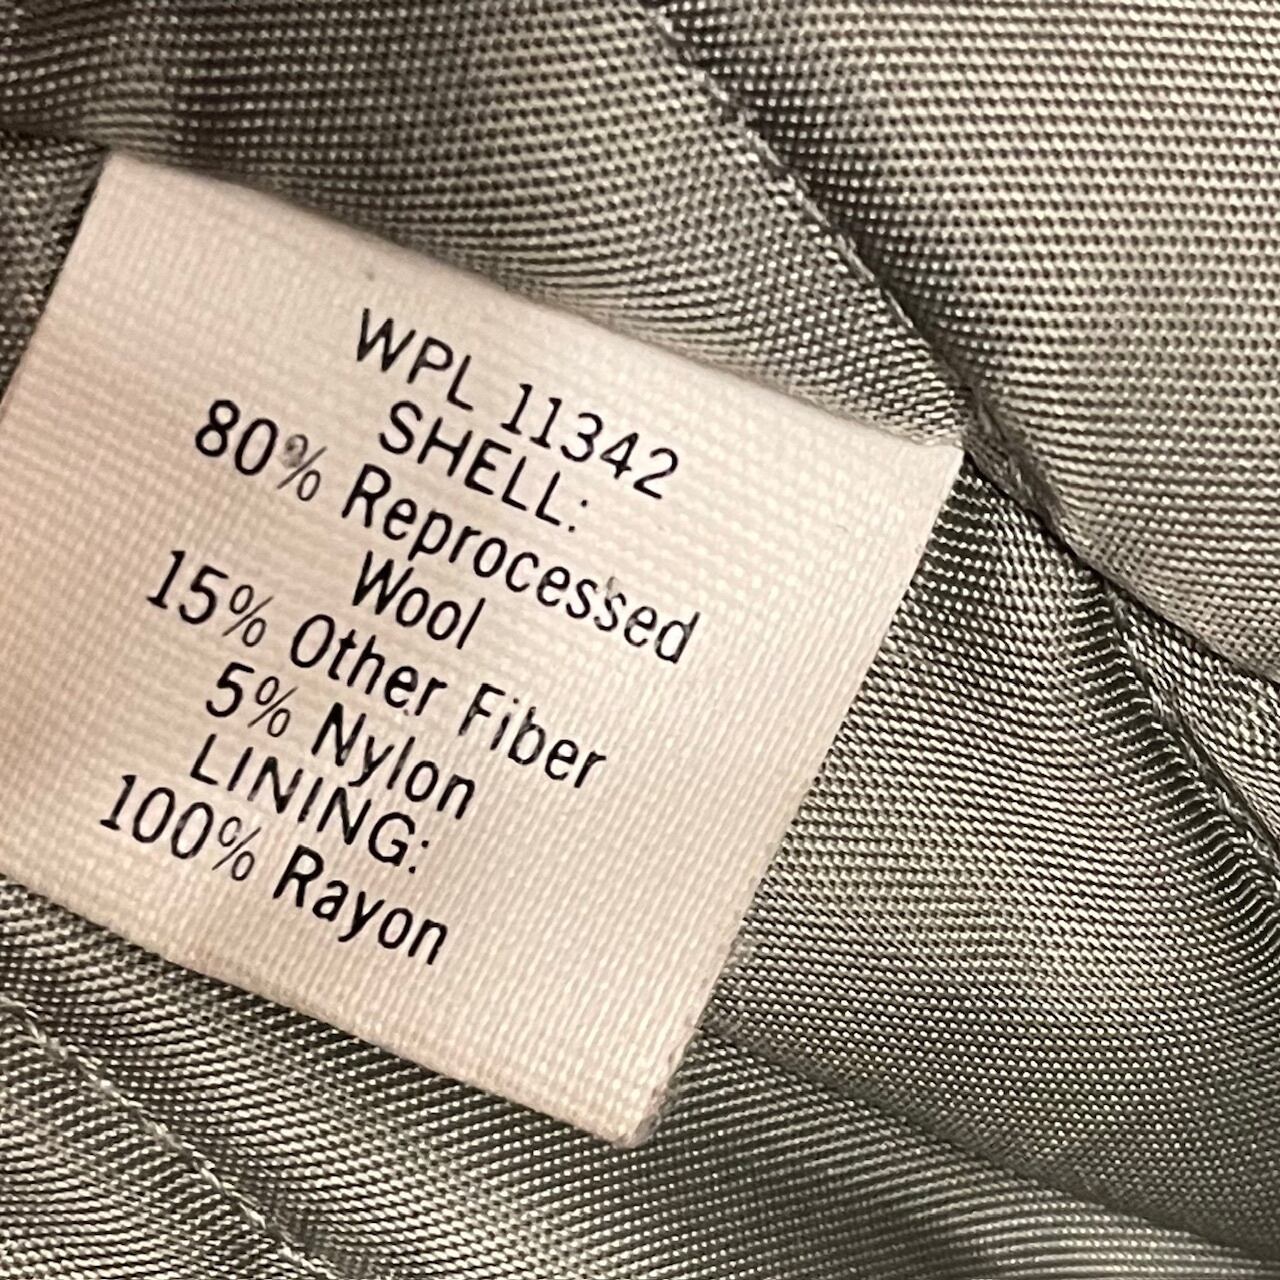 WPL 11342
SHELL:
80% Reprocessed
Wool
15% Other Fiber
5% Nylon
LINING:
100% Rayon